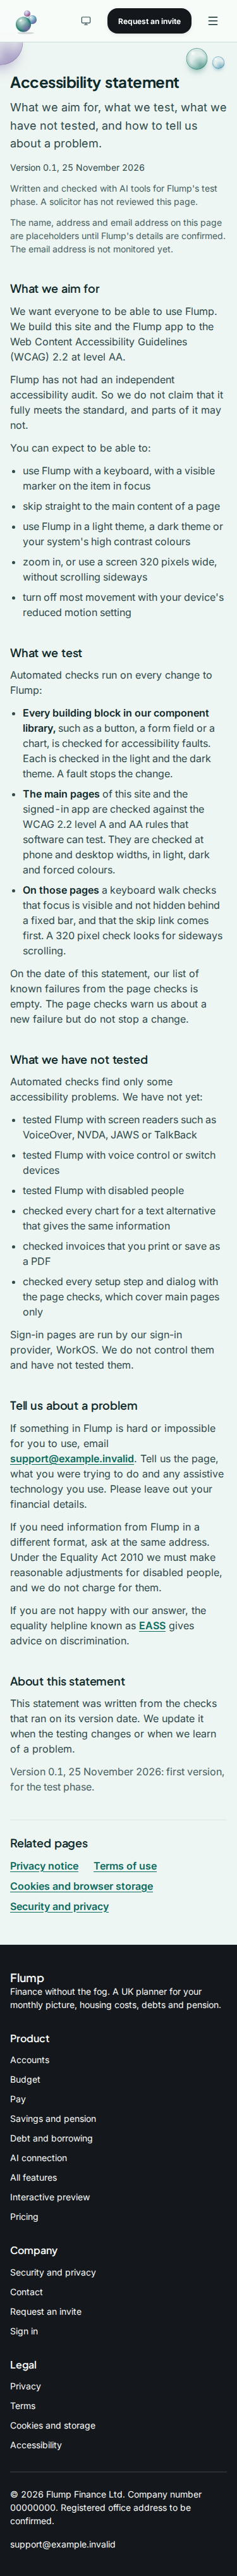 Request an invite
Accessibility statement
What we aim for, what we test, what we
have not tested, and how to tell us
about a problem.
Version 0.1, 25 November 2026
Written and checked with AI tools for Flump's test
phase. A solicitor has not reviewed this page.
The name, address and email address on this page
are placeholders until Flump's details are confirmed.
The email address is not monitored yet.
What we aim for
We want everyone to be able to use Flump.
We build this site and the Flump app to the
Web Content Accessibility Guidelines
(WCAG) 2.2 at level AA.
Flump has not had an independent
accessibility audit. So we do not claim that it
fully meets the standard, and parts of it may
not.
You can expect to be able to:
• use Flump with a keyboard, with a visible
marker on the item in focus
• skip straight to the main content of a page
• use Flump in a light theme, a dark theme or
your system's high contrast colours
• zoom in, or use a screen 320 pixels wide,
without scrolling sideways
• turn off most movement with your device's
reduced motion setting
What we test
Automated checks run on every change to
Flump:
• Every building block in our component
library, such as a button, a form field or a
chart, is checked for accessibility faults.
Each is checked in the light and the dark
theme. A fault stops the change.
• The main pages of this site and the
signed-in app are checked against the
WCAG 2.2 level A and AA rules that
software can test. They are checked at
phone and desktop widths, in light, dark
and forced colours.
• On those pages a keyboard walk checks
that focus is visible and not hidden behind
a fixed bar, and that the skip link comes
first. A 320 pixel check looks for sideways
scrolling.
On the date of this statement, our list of
known failures from the page checks is
empty. The page checks warn us about a
new failure but do not stop a change.
What we have not tested
Automated checks find only some
accessibility problems. We have not yet:
• tested Flump with screen readers such as
VoiceOver, NVDA, JAWS or TalkBack
• tested Flump with voice control or switch
devices
• tested Flump with disabled people
• checked every chart for a text alternative
that gives the same information
• checked invoices that you print or save as
a PDF
• checked every setup step and dialog with
the page checks, which cover main pages
only
Sign-in pages are run by our sign-in
provider, WorkOS. We do not control them
and have not tested them.
Tell us about a problem
If something in Flump is hard or impossible
for you to use, email
support@example.invalid. Tell us the page,
what you were trying to do and any assistive
technology you use. Please leave out your
financial details.
If you need information from Flump in a
different format, ask at the same address.
Under the Equality Act 2010 we must make
reasonable adjustments for disabled people,
and we do not charge for them.
If you are not happy with our answer, the
equality helpline known as EASS gives
advice on discrimination.
About this statement
This statement was written from the checks
that ran on its version date. We update it
when the testing changes or when we learn
of a problem.
Version 0.1, 25 November 2026: first version,
for the test phase.
Related pages
Privacy notice Terms of use
Cookies and browser storage
Security and privacy
Flump
Finance without the fog. A UK planner for your
monthly picture, housing costs, debts and pension.
Product
Accounts
Budget
Pay
Savings and pension
Debt and borrowing
AI connection
All features
Interactive preview
Pricing
Company
Security and privacy
Contact
Request an invite
Sign in
Legal
Privacy
Terms
Cookies and storage
Accessibility
© 2026 Flump Finance Ltd. Company number
00000000. Registered office address to be
confirmed.
support@example.invalid